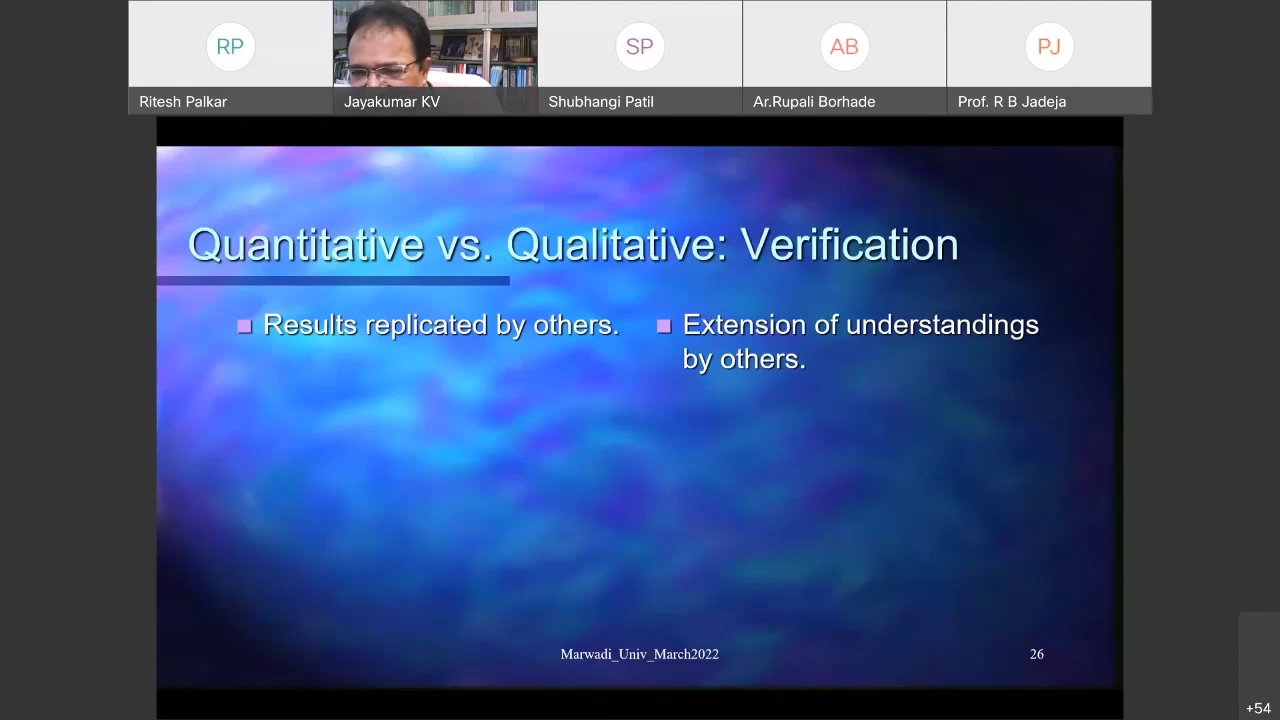 RP
SP
AB
PJ
Ritesh Palkar
Jayakumar KV
Shubhangi Patil
Ar.Rupali Borhade
Prof. R B Jadeja
Quantitative vs. Qualitative: Verification
Results replicated by others.
Extension of understandings
by others.
Marwadi_Univ_March2022
26
+54